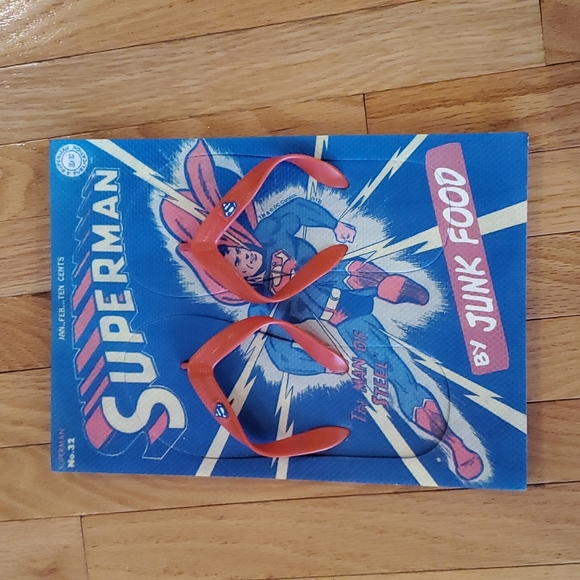 SUPERMAN
No. 32
JAN.,FEB.....TEN CENTS
SUPERMAN
THE MAN OF
STEEL
BY JUNK FOOD